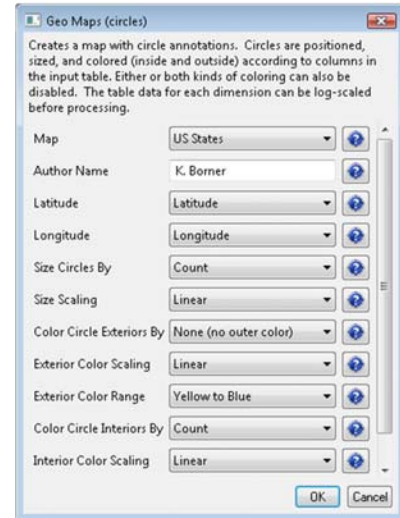 Geo Maps (circles)
Creates a map with circle annotations. Circles are positioned,
sized, and colored (inside and outside) according to columns in
the input table. Either or both kinds of coloring can also be
disabled. The table data for each dimension can be log-scaled
before processing.
Map US States
Author Name K. Borner
Latitude Latitude
Longitude Longitude
Size Circles By Count
Size Scaling Linear
Color Circle Exteriors By None (no outer color)
Exterior Color Scaling Linear
Exterior Color Range Yellow to Blue
Color Circle Interiors By Count
Interior Color Scaling Linear
OK Cancel